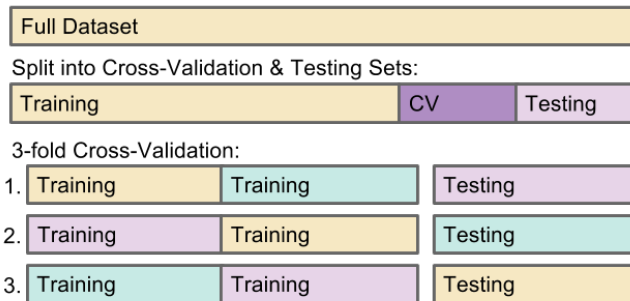 Full Dataset
Split into Cross-Validation & Testing Sets:
Training CV Testing
3-fold Cross-Validation:
1. Training Training Testing
2. Training Training Testing
3. Training Training Testing